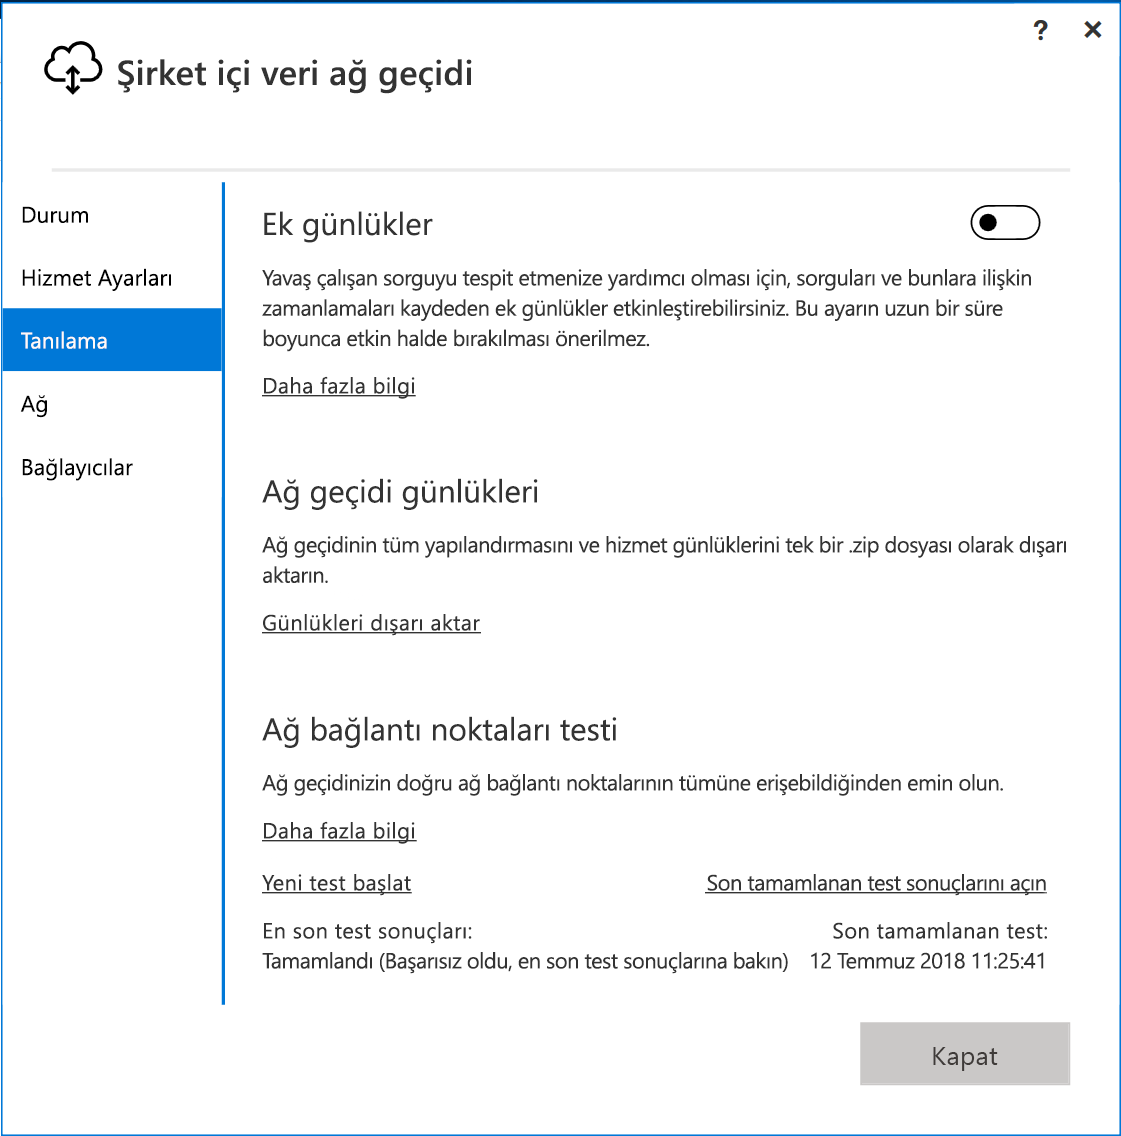 ?
Şirket içi veri ağ geçidi
Durum
Hizmet Ayarları
Tanılama
Ağ
Bağlayıcılar
Ek günlükler
Yavaş çalışan sorguyu tespit etmenize yardımcı olması için, sorguları ve bunlara ilişkin
zamanlamaları kaydeden ek günlükler etkinleştirebilirsiniz. Bu ayarın uzun bir süre
boyunca etkin halde bırakılması önerilmez.
Daha fazla bilgi
Ağ geçidi günlükleri
Ağ geçidinin tüm yapılandırmasını ve hizmet günlüklerini tek bir .zip dosyası olarak dışarı
aktarın.
Günlükleri dışarı aktar
Ağ bağlantı noktaları testi
Ağ geçidinizin doğru ağ bağlantı noktalarının tümüne erişebildiğinden emin olun.
Daha fazla bilgi
Yeni test başlat
Son tamamlanan test sonuçlarını açın
En son test sonuçları:
Tamamlandı (Başarısız oldu, en son test sonuçlarına bakın)
Son tamamlanan test:
12 Temmuz 2018 11:25:41
Kapat